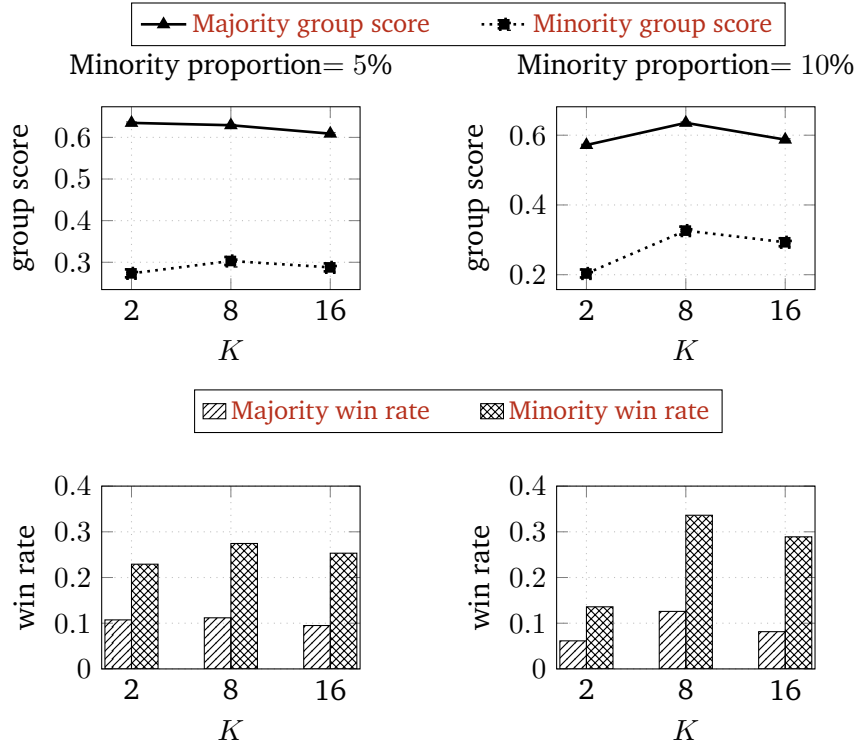 Majority group score Minority group score
Minority proportion= 5% Minority proportion= 10%
0.6
0.5
0.4
0.3
group score
2 8 16
K
0.6
0.4
0.2
group score
2 8 16
K
Majority win rate Minority win rate
0.4
0.3
0.2
0.1
0
win rate
2 8 16
K
0.4
0.3
0.2
0.1
0
win rate
2 8 16
K